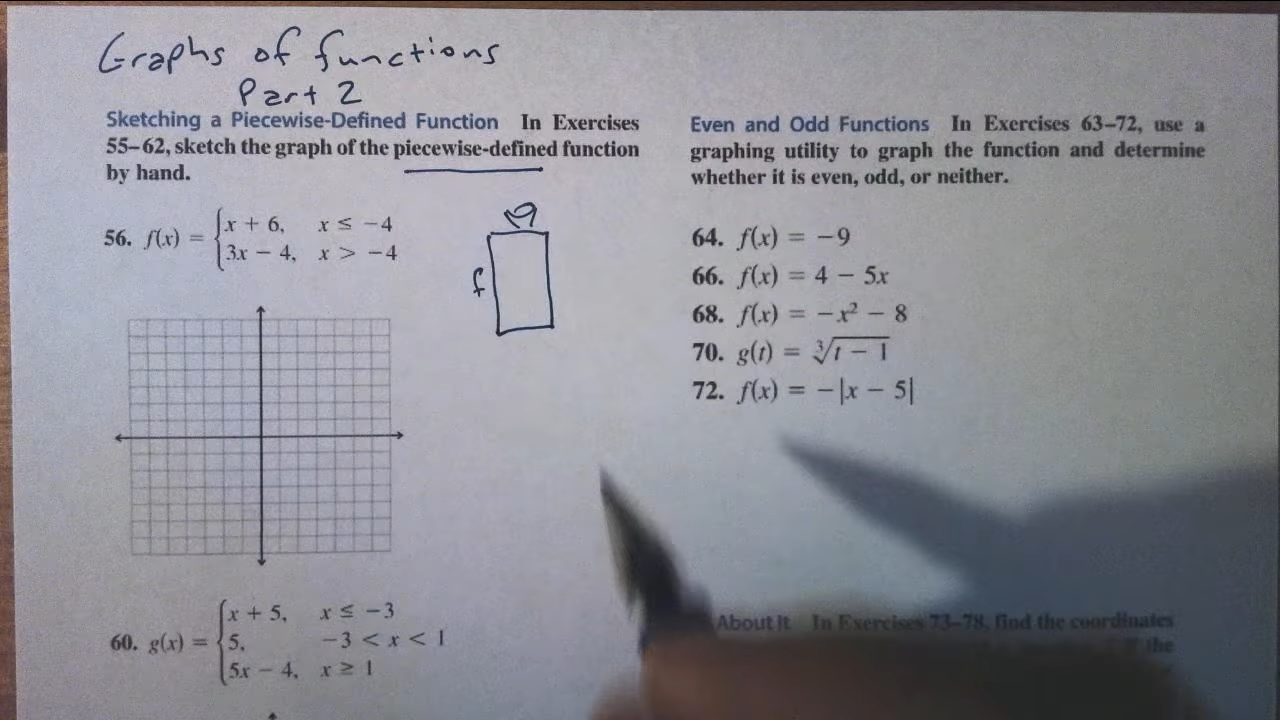 Graphs of functions
Part 2
Sketching a Piecewise-Defined Function In Exercises
55–62, sketch the graph of the piecewise-defined function
by hand.
56. f(x) = { x + 6, x ≤ −4
3x − 4, x > −4
f
60. g(x) = { x + 5, x ≤ −3
5, −3 < x < 1
5x − 4, x ≥ 1
Even and Odd Functions In Exercises 63–72, use a
graphing utility to graph the function and determine
whether it is even, odd, or neither.
64. f(x) = −9
66. f(x) = 4 − 5x
68. f(x) = −x² − 8
70. g(t) = ∛(t − 1)
72. f(x) = −|x − 5|
About It In Exercises 73–78, find the coordinates
the